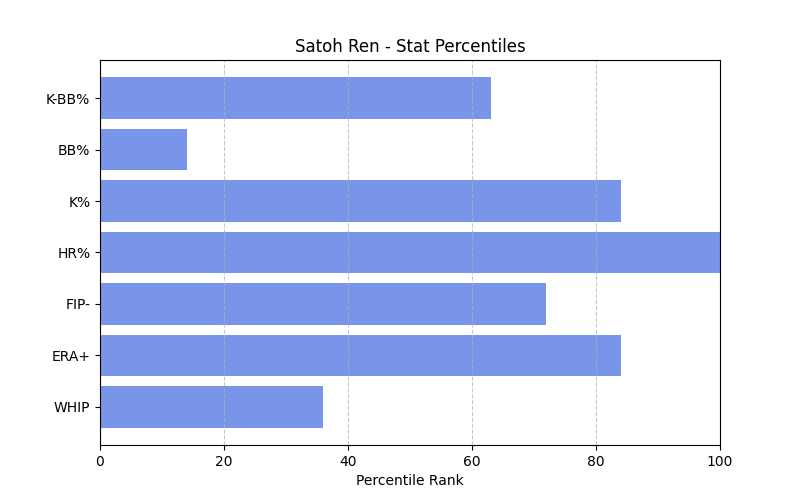 Satoh Ren - Stat Percentiles
K-BB%
BB%
K%
HR%
FIP-
ERA+
WHIP
0 20 40 60 80 100
Percentile Rank